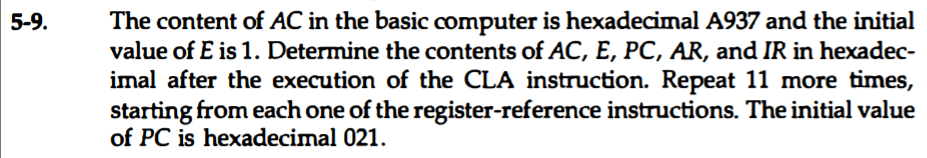 5-9. The content of AC in the basic computer is hexadecimal A937 and the initial
value of E is 1. Determine the contents of AC, E, PC, AR, and IR in hexadec-
imal after the execution of the CLA instruction. Repeat 11 more times,
starting from each one of the register-reference instructions. The initial value
of PC is hexadecimal 021.